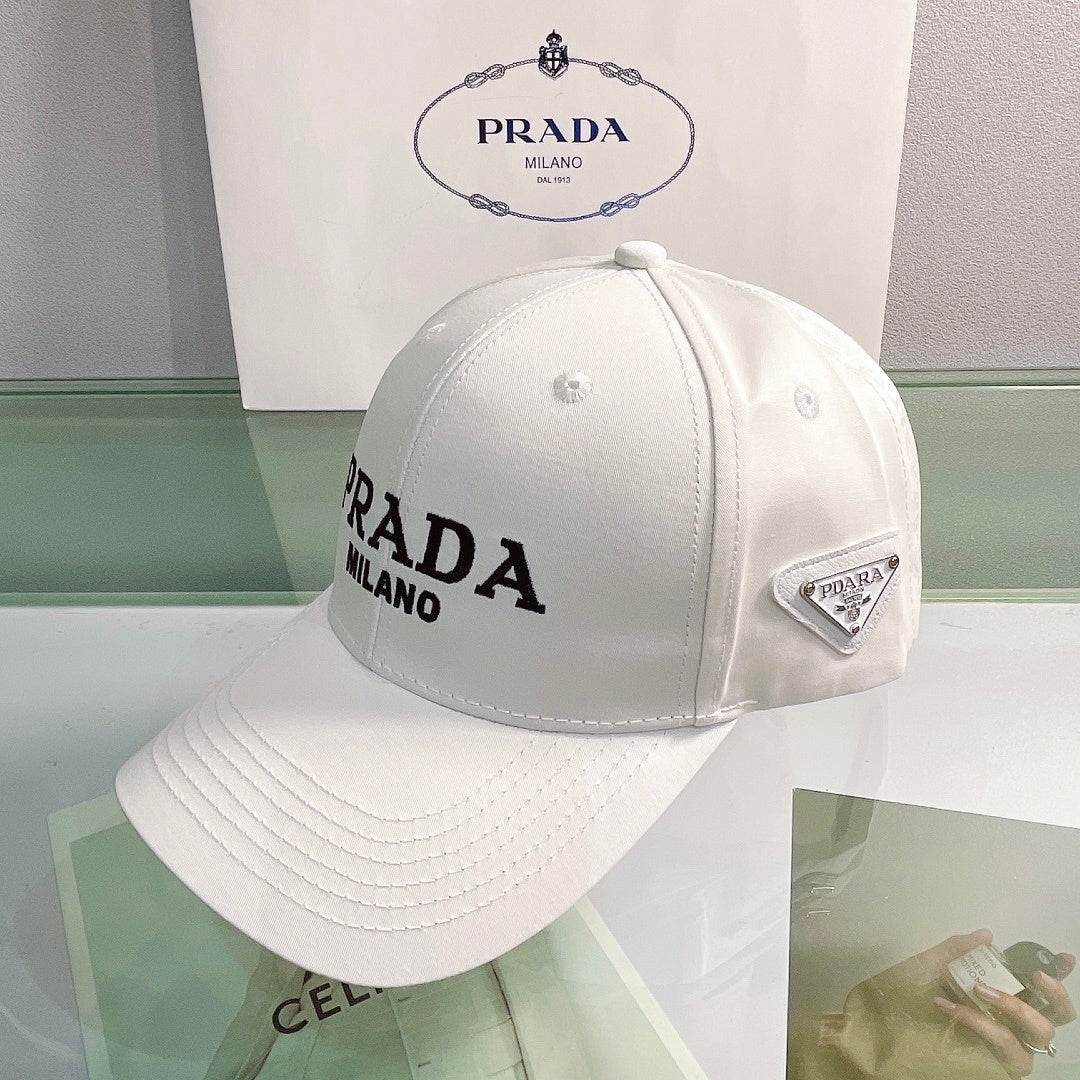 PRADA
MILANO
DAL 1913
PRADA
MILANO
PDARA
CELI